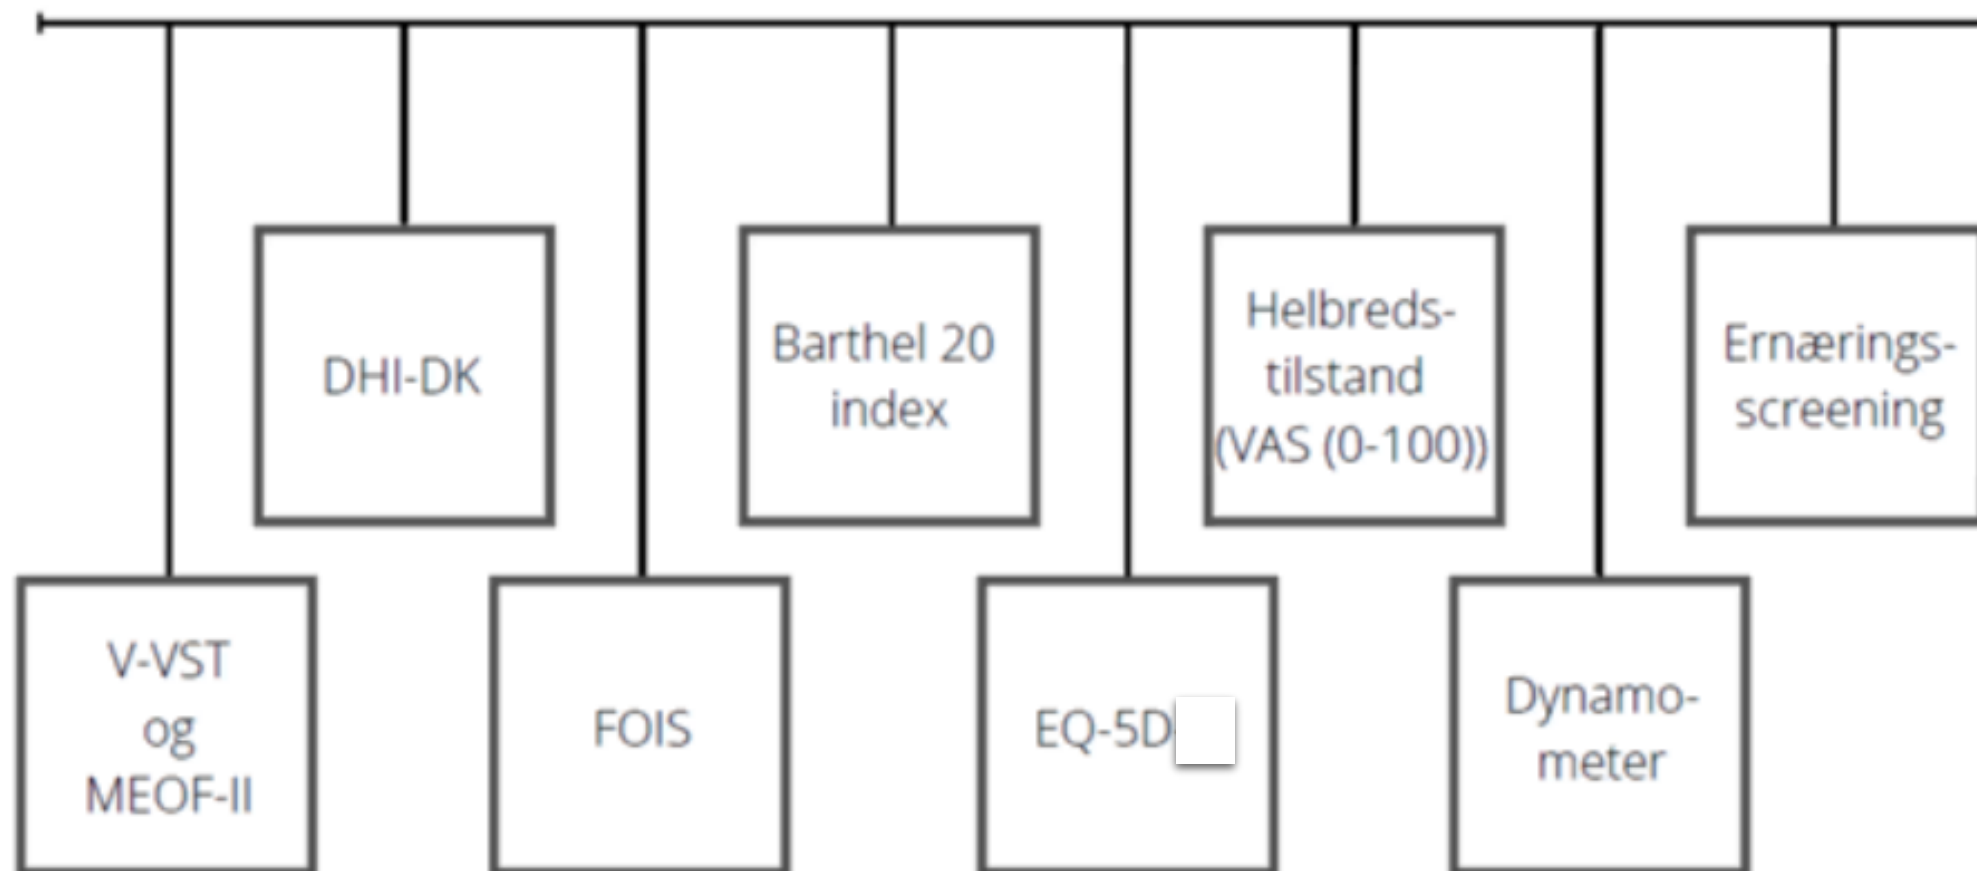 DHI-DK
Barthel 20
index
Helbreds-
tilstand
(VAS (0-100))
Ernærings-
screening
V-VST
og
MEOF-II
FOIS
EQ-5D
Dynamo-
meter